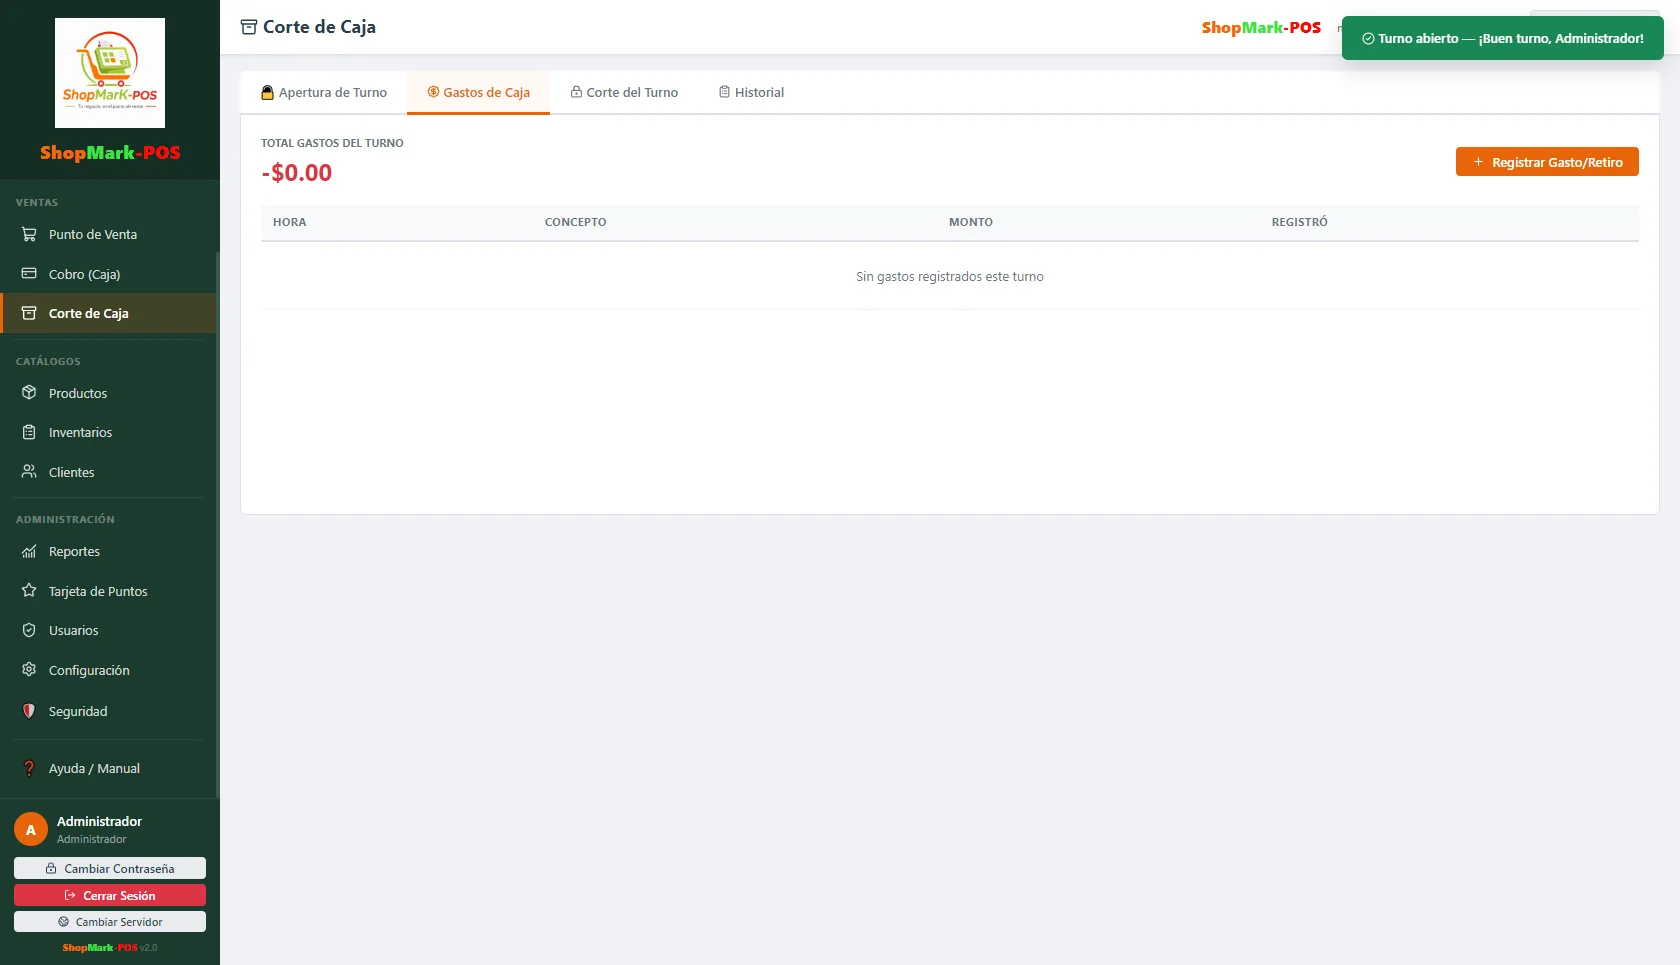 ShopMarK-POS
Tu negocio en el punto de venta
ShopMark-POS
VENTAS
Punto de Venta
Cobro (Caja)
Corte de Caja
CATÁLOGOS
Productos
Inventarios
Clientes
ADMINISTRACIÓN
Reportes
Tarjeta de Puntos
Usuarios
Configuración
Seguridad
Ayuda / Manual
A
Administrador
Administrador
Cambiar Contraseña
Cerrar Sesión
Cambiar Servidor
ShopMark-POS v2.0
Corte de Caja
ShopMark-POS
Turno abierto — ¡Buen turno, Administrador!
Apertura de Turno
Gastos de Caja
Corte del Turno
Historial
TOTAL GASTOS DEL TURNO
-$0.00
+ Registrar Gasto/Retiro
HORA CONCEPTO MONTO REGISTRÓ
Sin gastos registrados este turno